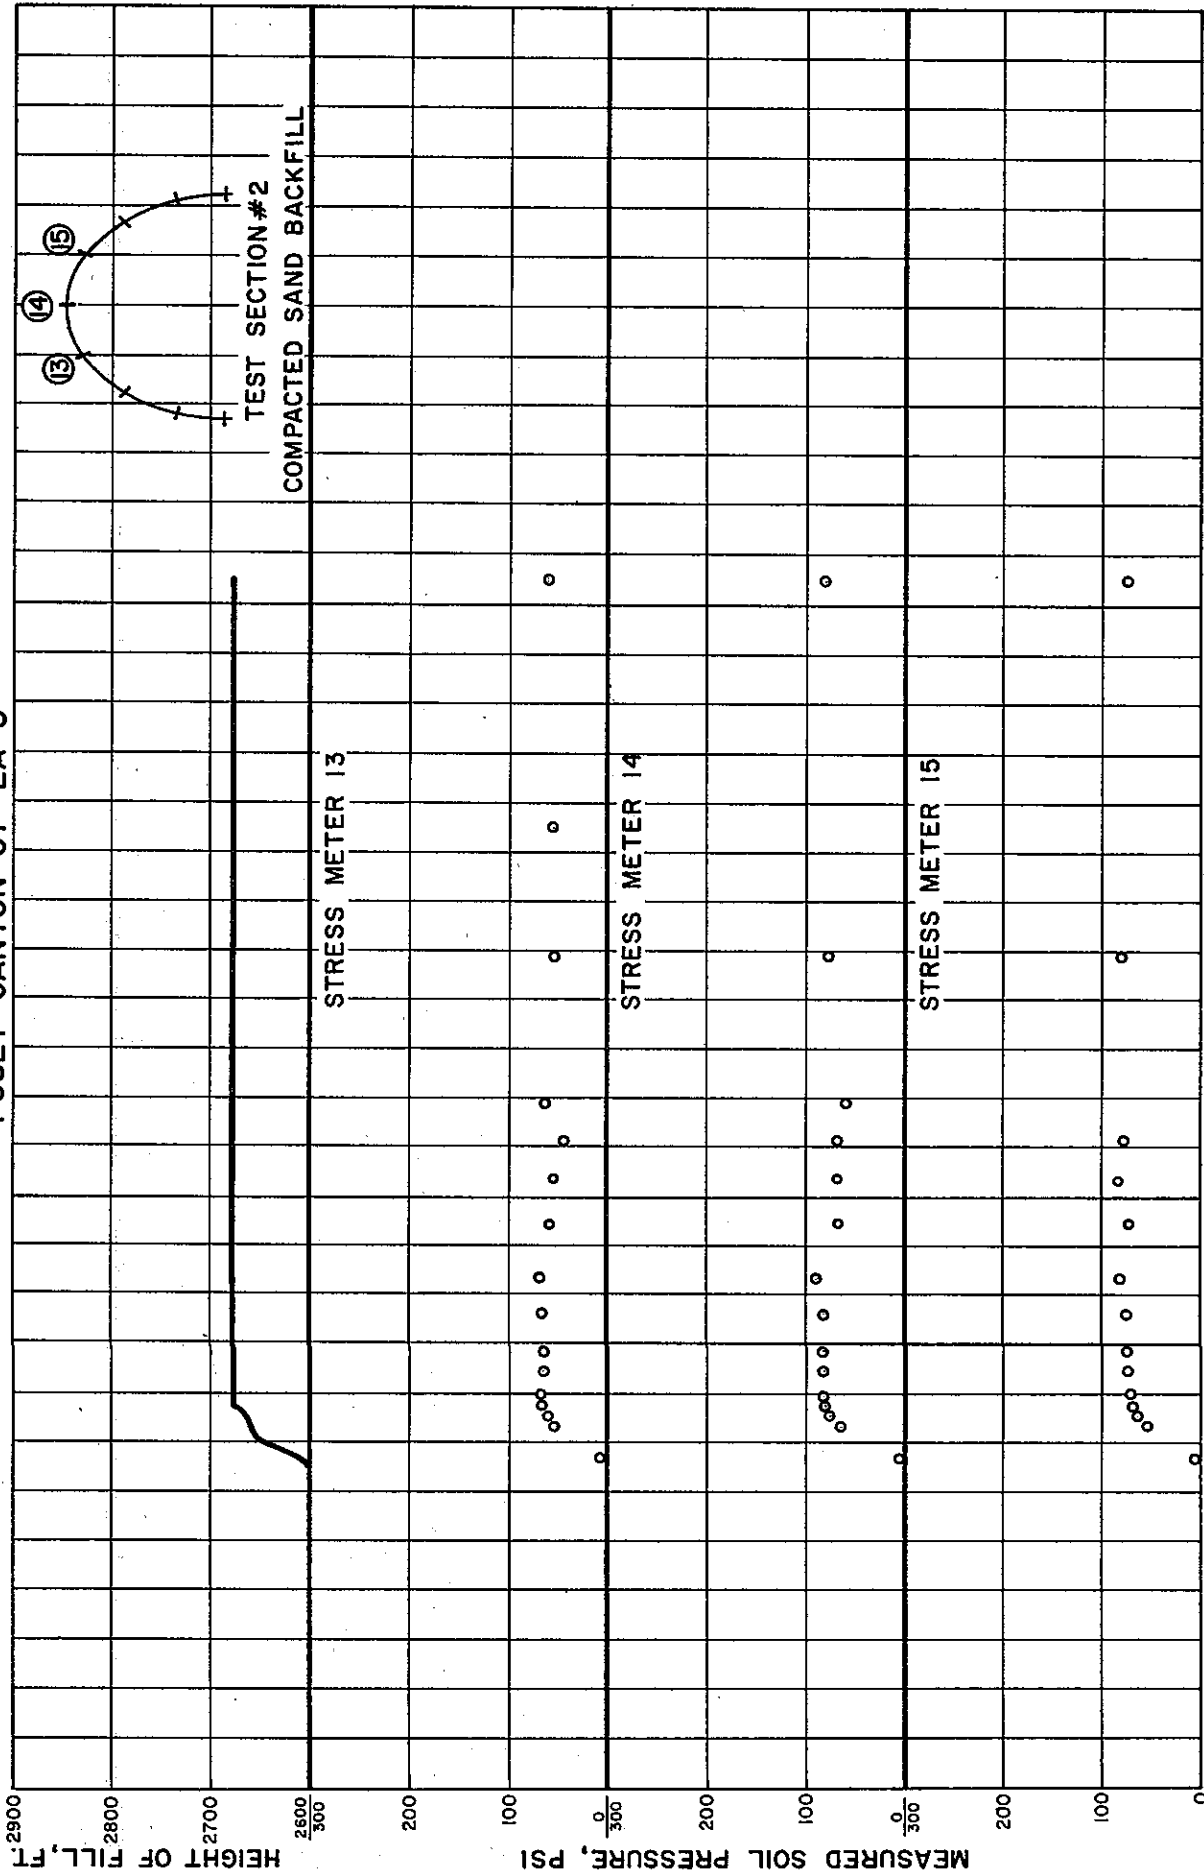 14
13
15
TEST SECTION #2
COMPACTED SAND BACKFILL
HEIGHT OF FILL, FT.
2900
2800
2700
2600
STRESS METER 13
300
200
100
0
STRESS METER 14
300
200
100
0
STRESS METER 15
300
200
100
0
MEASURED SOIL PRESSURE, PSI